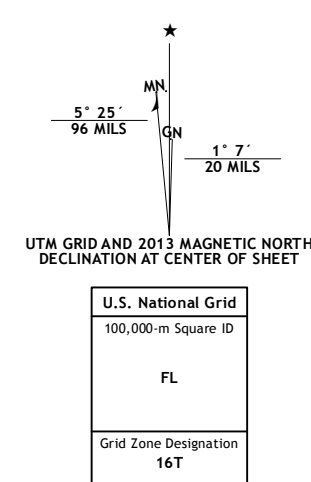 MN.
5° 25´
96 MILS
GN
1° 7´
20 MILS
UTM GRID AND 2013 MAGNETIC NORTH
DECLINATION AT CENTER OF SHEET
U.S. National Grid
100,000-m Square ID
FL
Grid Zone Designation
16T